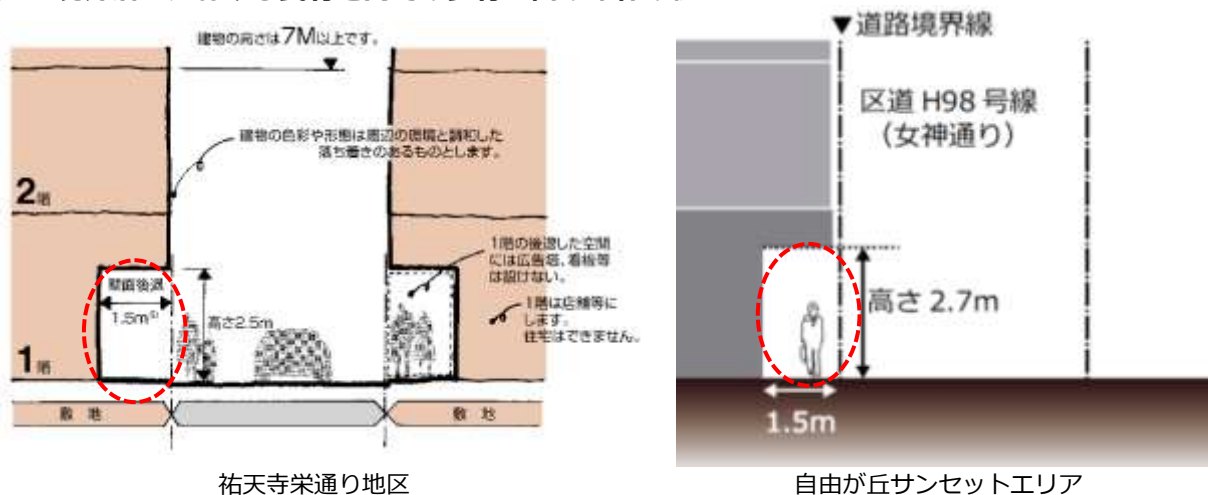 建物の高さは7M以上です。
建物の色彩や形態は周辺の環境と調和した
落ち着きのあるものとします。
2階
1階の後退した空間
には広告塔、看板等
は設けない。
壁面後退
1.5m
高さ2.5m
1階は店舗等に
します。
住宅はできません。
1階
敷地
敷地
祐天寺栄通り地区
▼道路境界線
区道 H98 号線
(女神通り)
高さ 2.7m
1.5m
自由が丘サンセットエリア